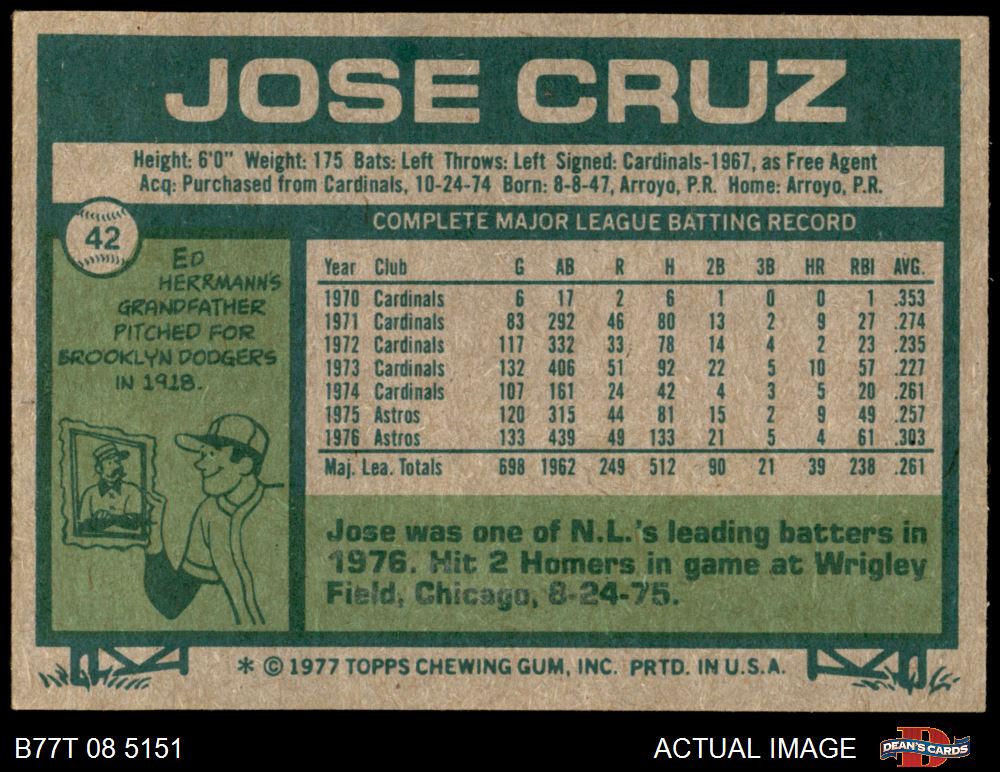 JOSE CRUZ
Height: 6'0" Weight: 175 Bats: Left Throws: Left Signed: Cardinals-1967, as Free Agent
Acq: Purchased from Cardinals, 10-24-74 Born: 8-8-47, Arroyo, P.R. Home: Arroyo, P.R.
42
ED
HERRMANN'S
GRANDFATHER
PITCHED FOR
BROOKLYN DODGERS
IN 1918.
COMPLETE MAJOR LEAGUE BATTING RECORD
Year Club G AB R H 2B 3B HR RBI AVG.
1970 Cardinals 6 17 2 6 1 0 0 1 .353
1971 Cardinals 83 292 46 80 13 2 9 27 .274
1972 Cardinals 117 332 33 78 14 4 2 23 .235
1973 Cardinals 132 406 51 92 22 5 10 57 .227
1974 Cardinals 107 161 24 42 4 3 5 20 .261
1975 Astros 120 315 44 81 15 2 9 49 .257
1976 Astros 133 439 49 133 21 5 4 61 .303
Maj. Lea. Totals 698 1962 249 512 90 21 39 238 .261
Jose was one of N.L.'s leading batters in
1976. Hit 2 Homers in game at Wrigley
Field, Chicago, 8-24-75.
* © 1977 TOPPS CHEWING GUM, INC. PRTD. IN U.S.A.
B77T 08 5151
ACTUAL IMAGE
D
DEAN'S CARDS